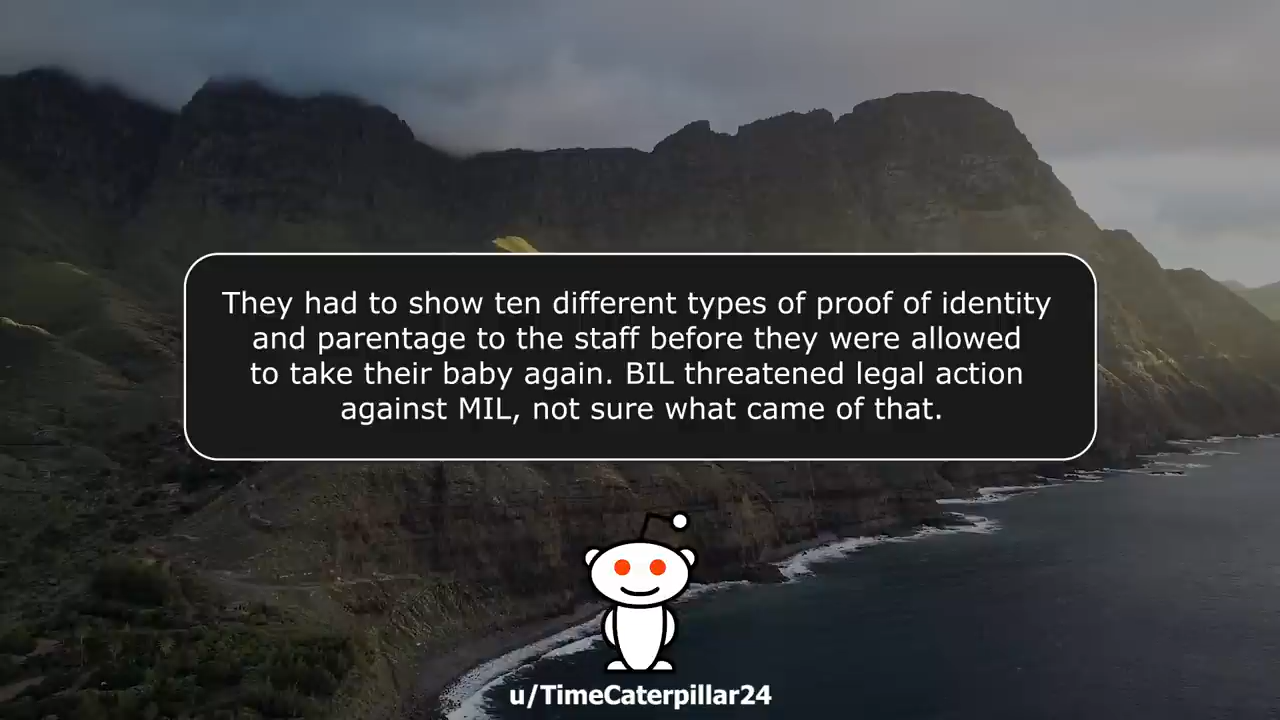 They had to show ten different types of proof of identity
and parentage to the staff before they were allowed
to take their baby again. BIL threatened legal action
against MIL, not sure what came of that.
u/TimeCaterpillar24